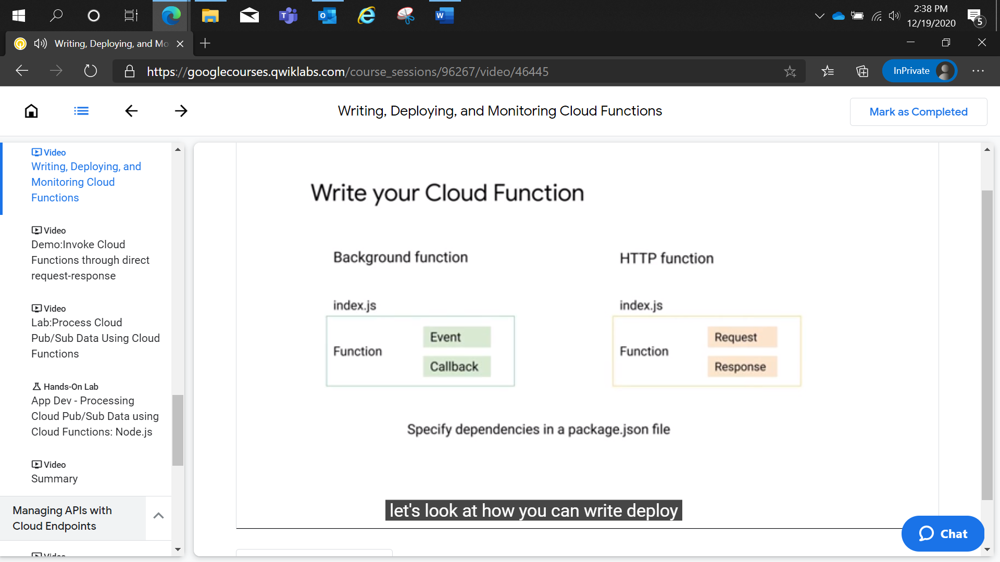 2:38 PM
12/19/2020
5
Writing, Deploying, and Mo
https://googlecourses.qwiklabs.com/course_sessions/96267/video/46445
InPrivate
Writing, Deploying, and Monitoring Cloud Functions
Mark as Completed
Video
Writing, Deploying, and
Monitoring Cloud
Functions
Video
Demo:Invoke Cloud
Functions through direct
request-response
Video
Lab:Process Cloud
Pub/Sub Data Using Cloud
Functions
Hands-On Lab
App Dev - Processing
Cloud Pub/Sub Data using
Cloud Functions: Node.js
Video
Summary
Managing APIs with
Cloud Endpoints
Video
Write your Cloud Function
Background function
index.js
Function
Event
Callback
HTTP function
index.js
Function
Request
Response
Specify dependencies in a package.json file
let's look at how you can write deploy
Chat